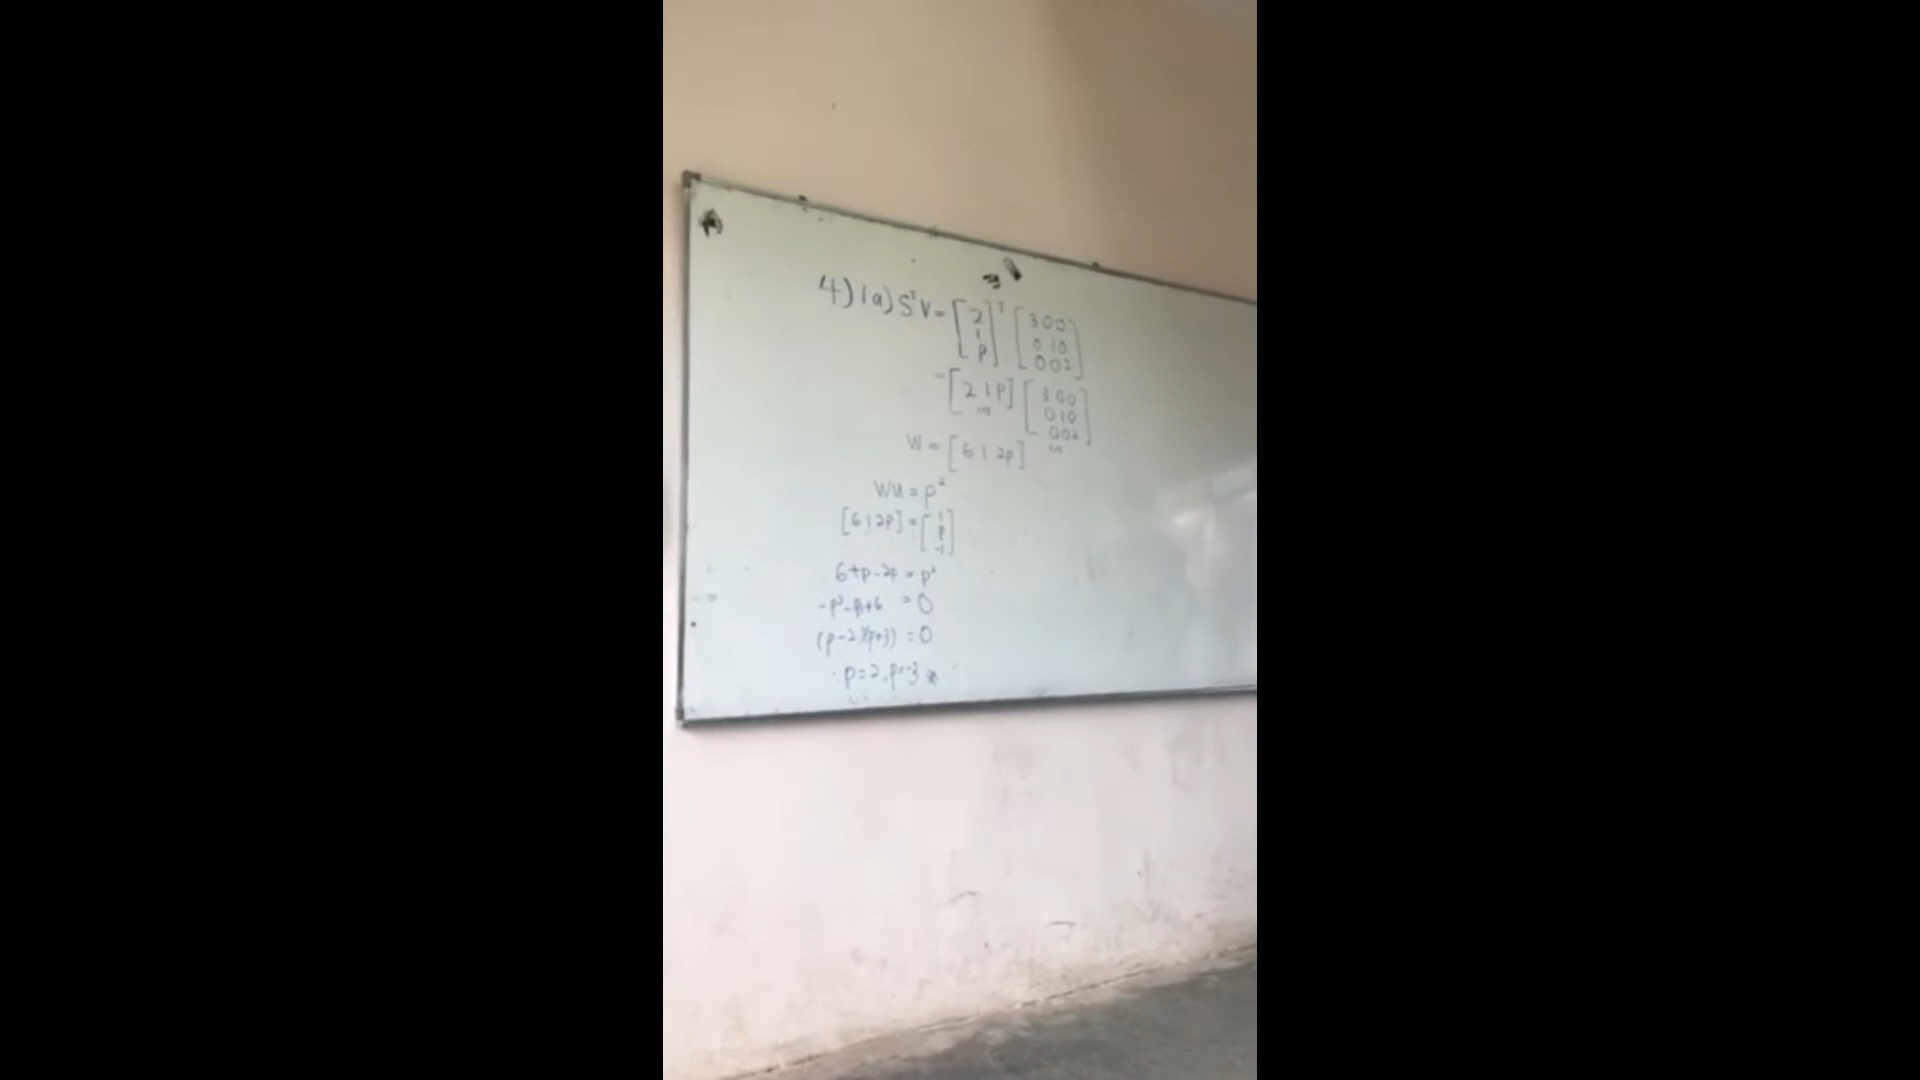 4) (a) SᵀV = [2 1 p]ᵀ [3 0 0 0 1 0 0 0 2]
= [2 1 p] [3 0 0 0 1 0 0 0 2]
W = [6 1 2p]
WU = p²
[6 1 2p] = [1 p -1]
6+p-2p = p²
-p²-p+6 = 0
(p-2)(p+3) = 0
p=2, p=-3 *